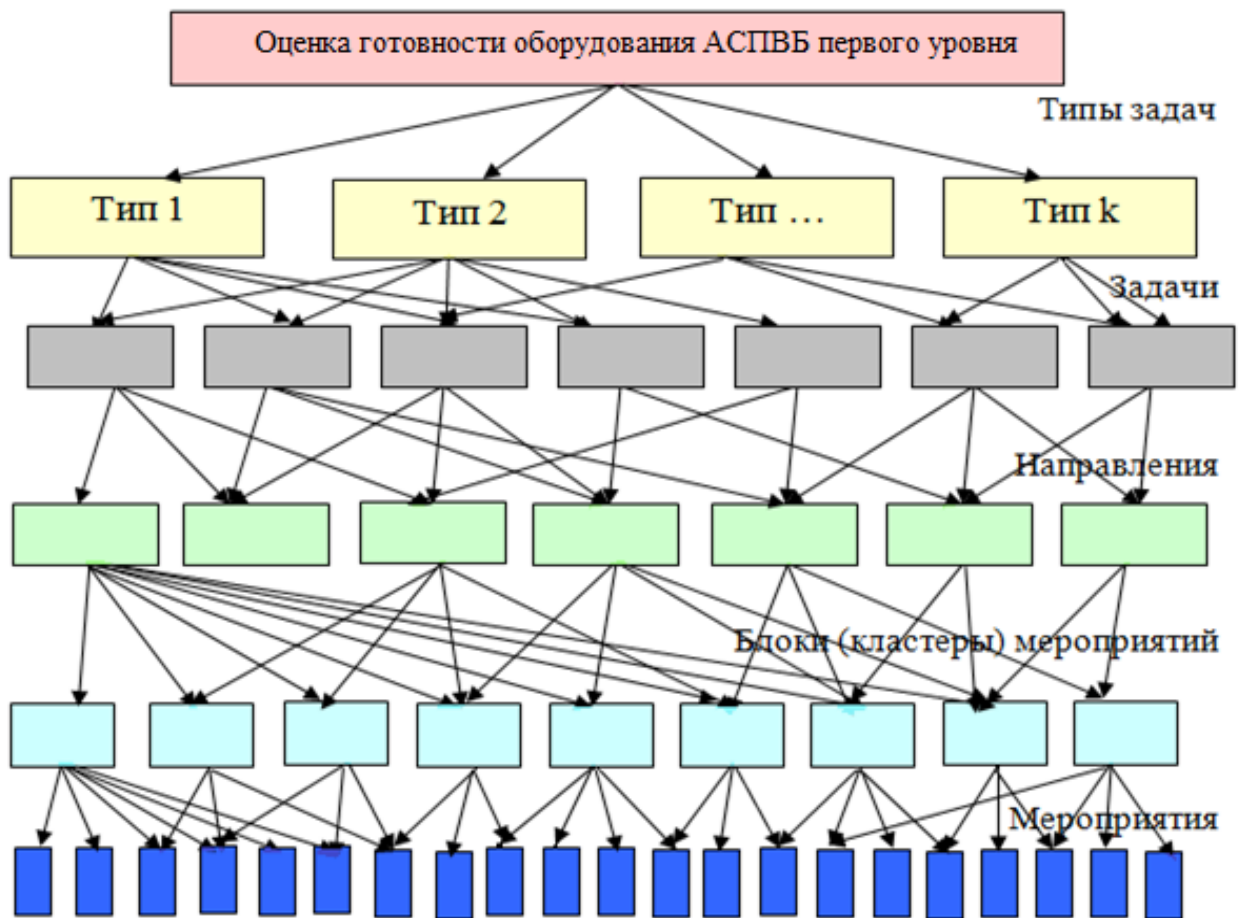 Оценка готовности оборудования АСПВБ первого уровня
Типы задач
Тип 1
Тип 2
Тип ...
Тип k
Задачи
Направления
Блоки (кластеры) мероприятий
Мероприятия